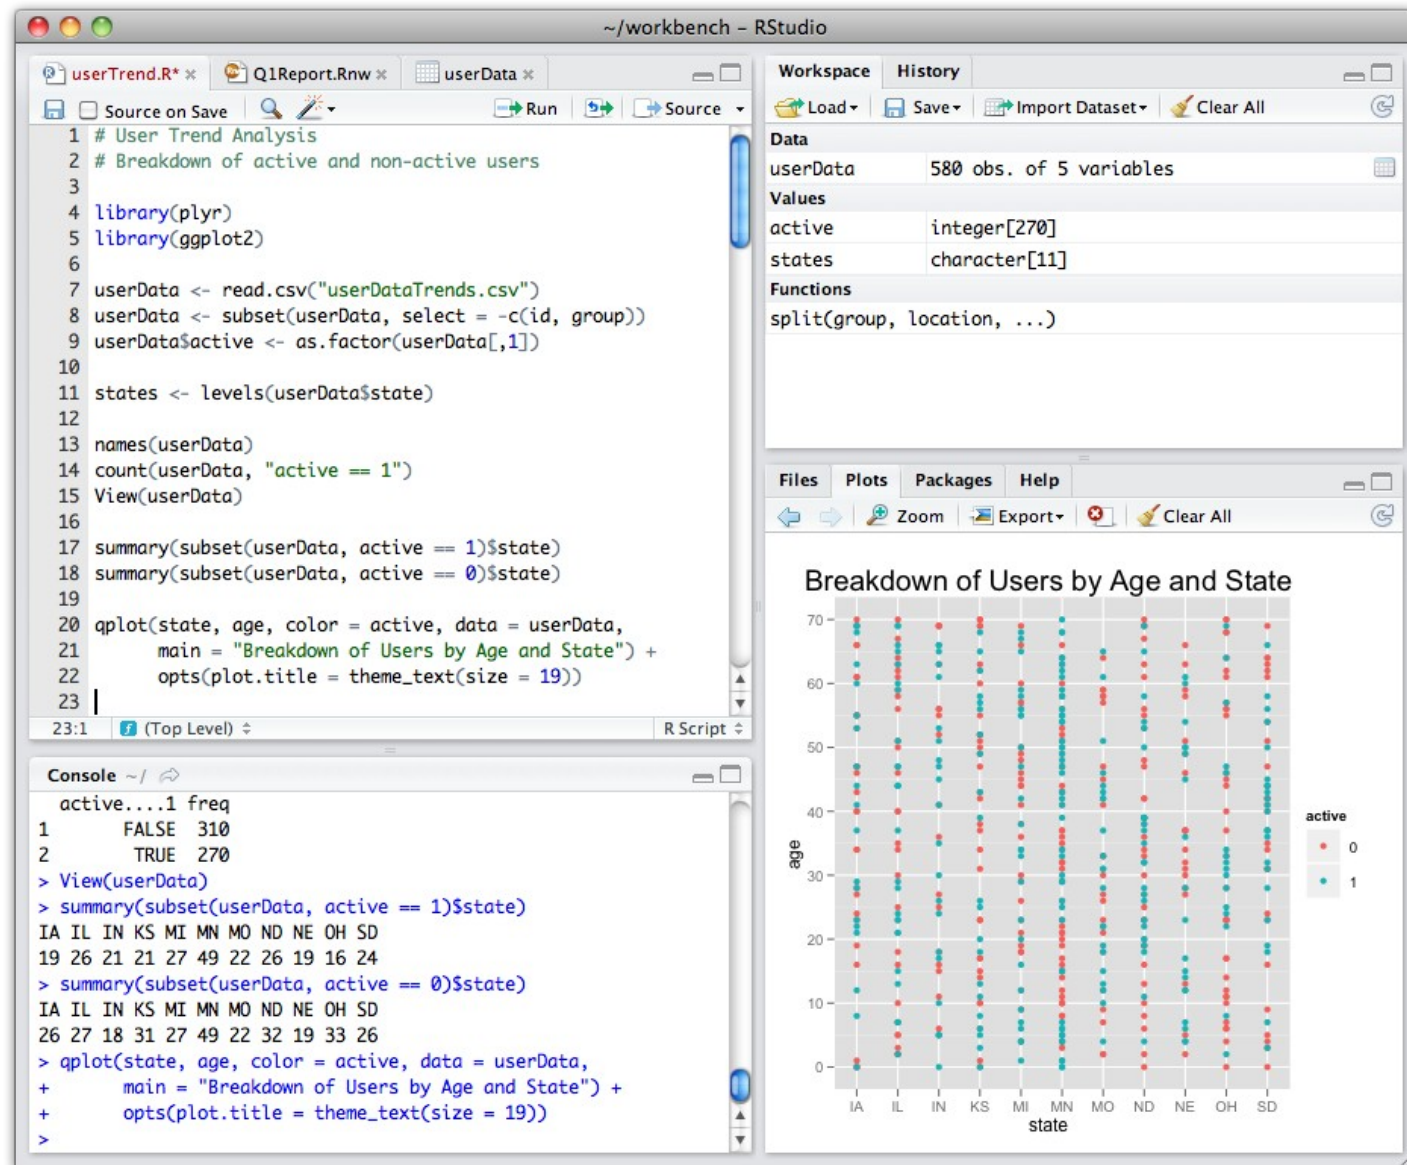 ~/workbench – RStudio
userTrend.R* Q1Report.Rnw userData
Source on Save Run Source
1 # User Trend Analysis
2 # Breakdown of active and non-active users
3
4 library(plyr)
5 library(ggplot2)
6
7 userData <- read.csv("userDataTrends.csv")
8 userData <- subset(userData, select = -c(id, group))
9 userData$active <- as.factor(userData[,1])
10
11 states <- levels(userData$state)
12
13 names(userData)
14 count(userData, "active == 1")
15 View(userData)
16
17 summary(subset(userData, active == 1)$state)
18 summary(subset(userData, active == 0)$state)
19
20 qplot(state, age, color = active, data = userData,
21 main = "Breakdown of Users by Age and State") +
22 opts(plot.title = theme_text(size = 19))
23
23:1 (Top Level) R Script
Console ~/
active....1 freq
1 FALSE 310
2 TRUE 270
> View(userData)
> summary(subset(userData, active == 1)$state)
IA IL IN KS MI MN MO ND NE OH SD
19 26 21 21 27 49 22 26 19 16 24
> summary(subset(userData, active == 0)$state)
IA IL IN KS MI MN MO ND NE OH SD
26 27 18 31 27 49 22 32 19 33 26
> qplot(state, age, color = active, data = userData,
+ main = "Breakdown of Users by Age and State") +
+ opts(plot.title = theme_text(size = 19))
>
Workspace History
Load Save Import Dataset Clear All
Data
userData 580 obs. of 5 variables
Values
active integer[270]
states character[11]
Functions
split(group, location, ...)
Files Plots Packages Help
Zoom Export Clear All
Breakdown of Users by Age and State
70
60
50
40
30
20
10
0
age
IA IL IN KS MI MN MO ND NE OH SD
state
active
0
1